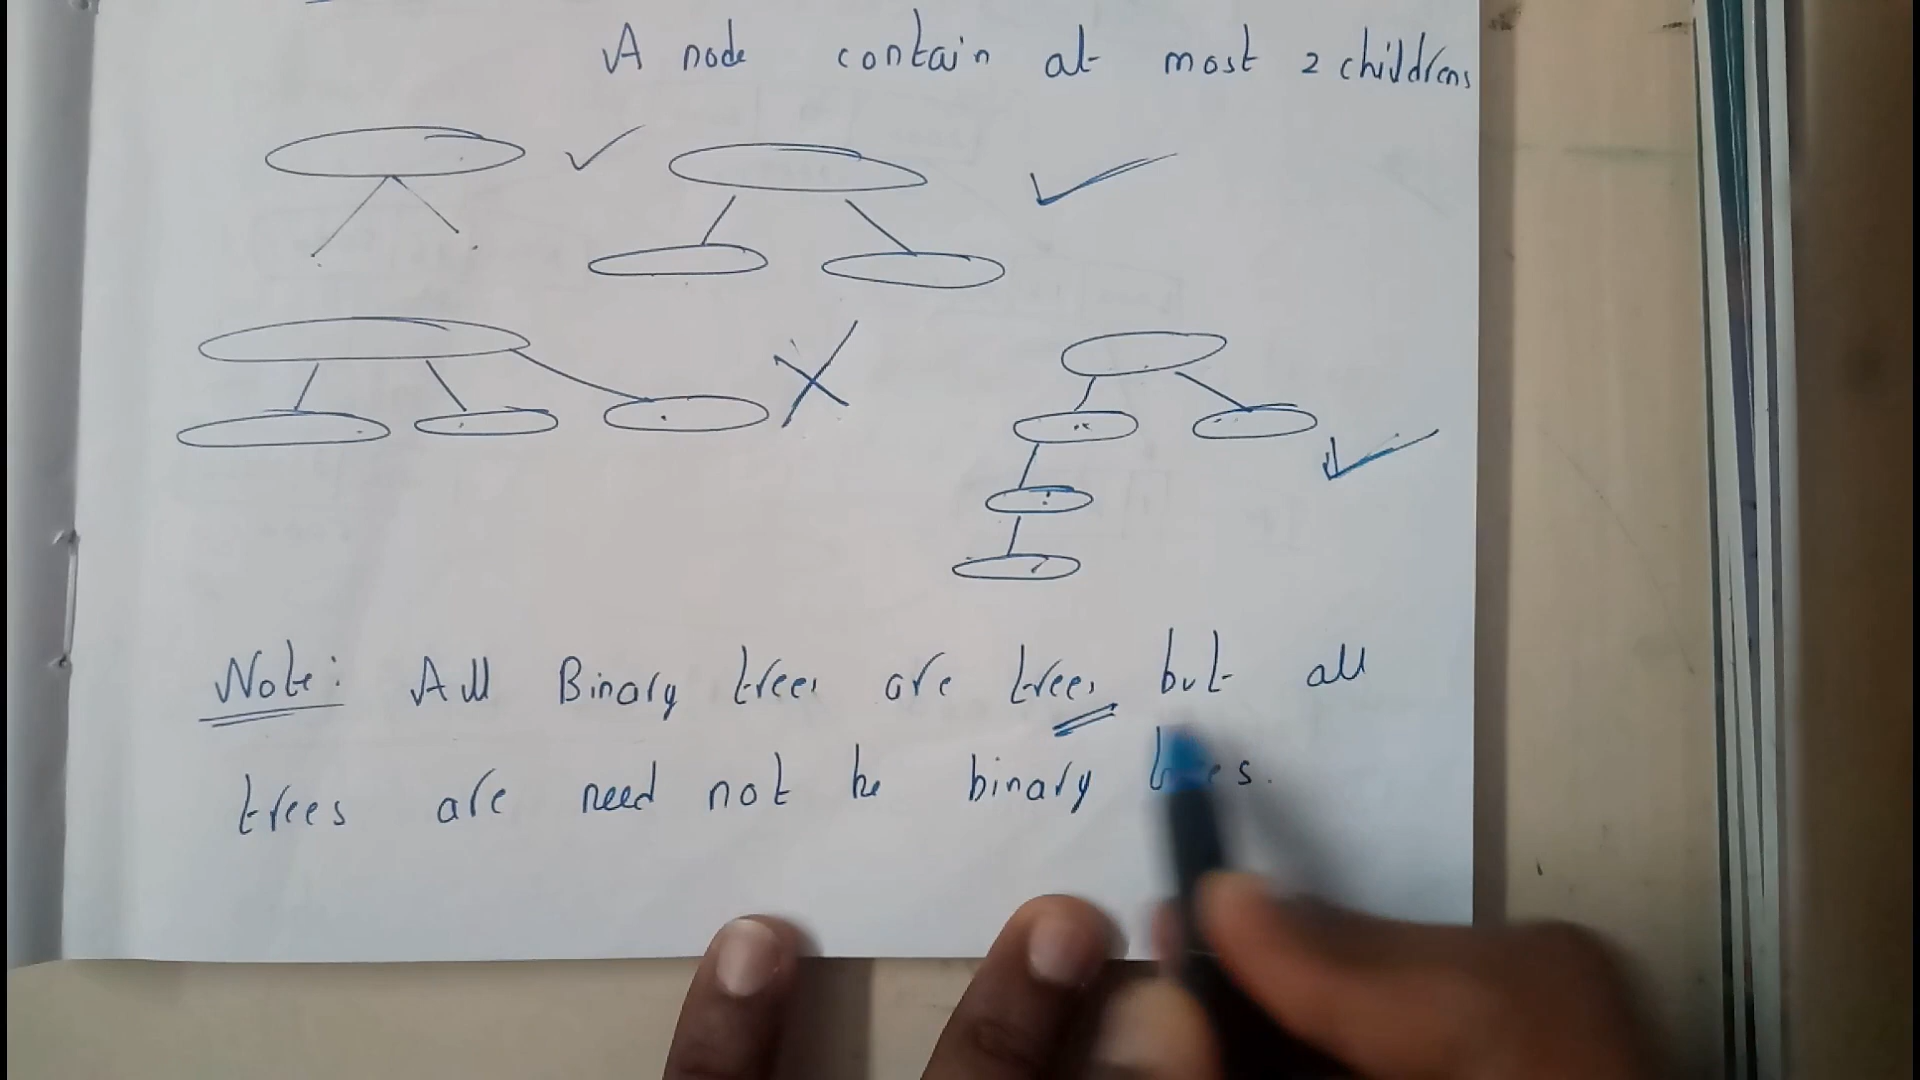 A node contain at most 2 childrens
Note: All Binary trees are trees but all
trees are need not be binary trees.